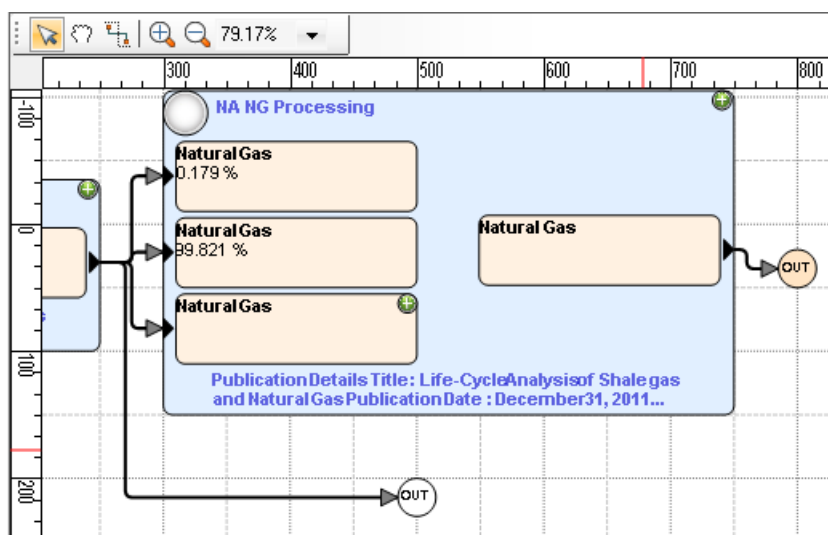 79.17%
300 400 500 600 700 800
-100
0
100
200
NA NG Processing
Natural Gas
0.179 %
Natural Gas
99.821 %
Natural Gas
Natural Gas
OUT
Publication Details Title: Life-Cycle Analysis of Shale gas
and Natural Gas Publication Date : December 31, 2011...
OUT